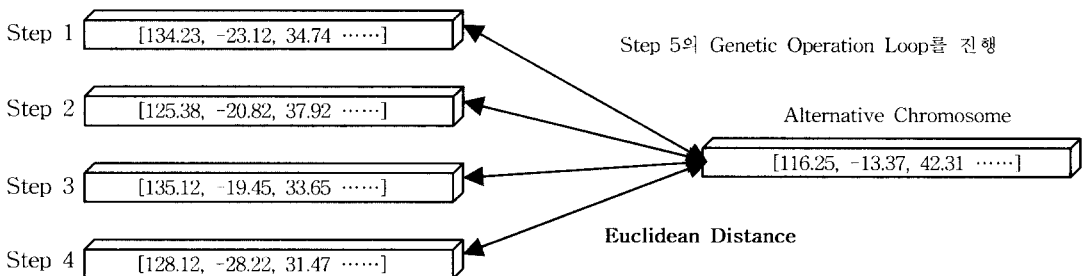 Step 1 [134.23, -23.12, 34.74 ⋯⋯]
Step 5의 Genetic Operation Loop를 진행
Step 2 [125.38, -20.82, 37.92 ⋯⋯]
Alternative Chromosome
[116.25, -13.37, 42.31 ⋯⋯]
Step 3 [135.12, -19.45, 33.65 ⋯⋯]
Euclidean Distance
Step 4 [128.12, -28.22, 31.47 ⋯⋯]